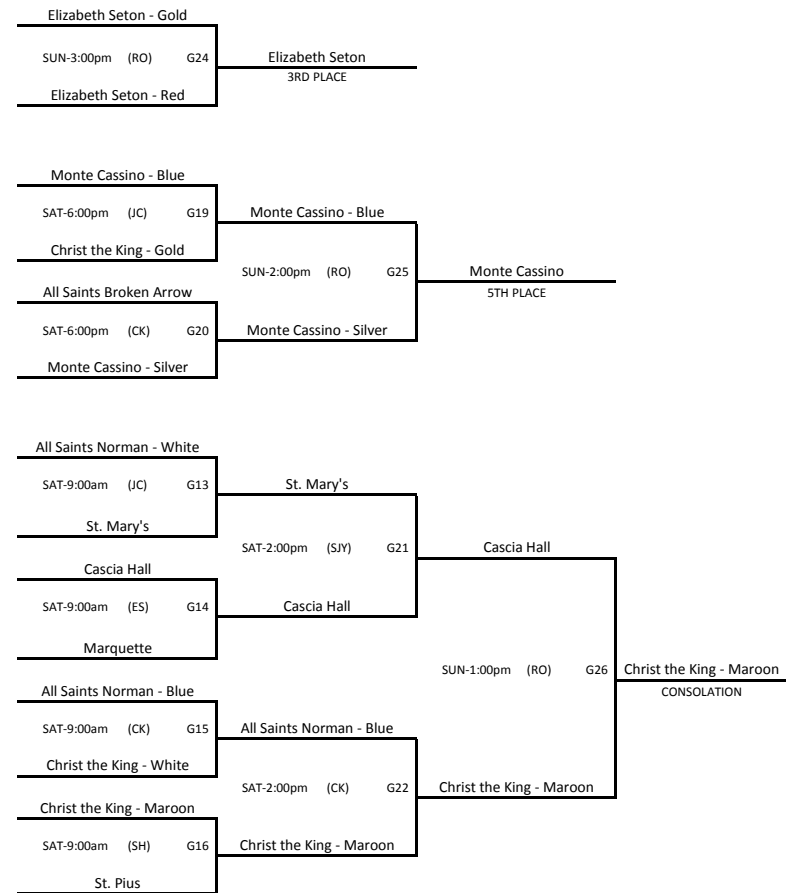 Elizabeth Seton - Gold
SUN-3:00pm (RO) G24
Elizabeth Seton
3RD PLACE
Elizabeth Seton - Red
Monte Cassino - Blue
SAT-6:00pm (JC) G19
Monte Cassino - Blue
Christ the King - Gold
SUN-2:00pm (RO) G25
Monte Cassino
5TH PLACE
All Saints Broken Arrow
SAT-6:00pm (CK) G20
Monte Cassino - Silver
Monte Cassino - Silver
All Saints Norman - White
SAT-9:00am (JC) G13
St. Mary's
St. Mary's
SAT-2:00pm (SJY) G21
Cascia Hall
Cascia Hall
SAT-9:00am (ES) G14
Cascia Hall
Marquette
SUN-1:00pm (RO) G26
Christ the King - Maroon
CONSOLATION
All Saints Norman - Blue
SAT-9:00am (CK) G15
All Saints Norman - Blue
Christ the King - White
SAT-2:00pm (CK) G22
Christ the King - Maroon
Christ the King - Maroon
SAT-9:00am (SH) G16
Christ the King - Maroon
St. Pius